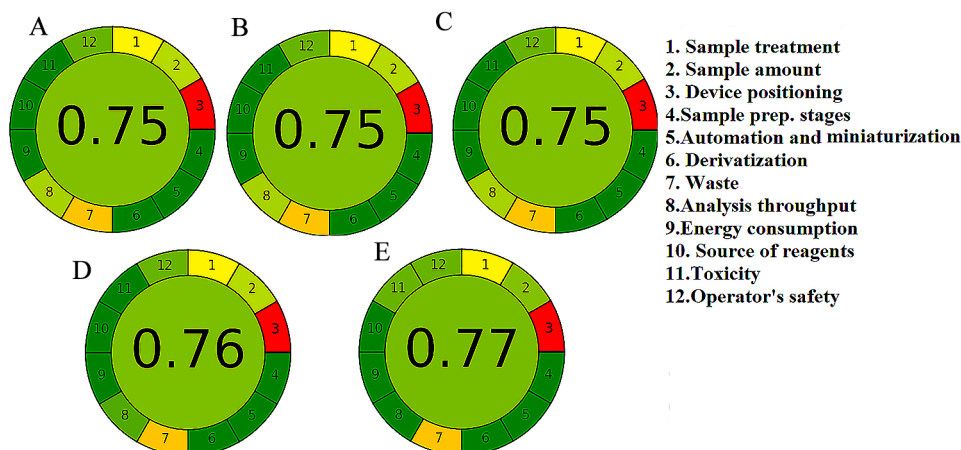 A
B
C
12 1 2 3 4 5 6 7 8 9 10 11
0.75
12 1 2 3 4 5 6 7 8 9 10 11
0.75
12 1 2 3 4 5 6 7 8 9 10 11
0.75
D
E
12 1 2 3 4 5 6 7 8 9 10 11
0.76
12 1 2 3 4 5 6 7 8 9 10 11
0.77
1. Sample treatment
2. Sample amount
3. Device positioning
4.Sample prep. stages
5.Automation and miniaturization
6. Derivatization
7. Waste
8.Analysis throughput
9.Energy consumption
10. Source of reagents
11.Toxicity
12.Operator's safety